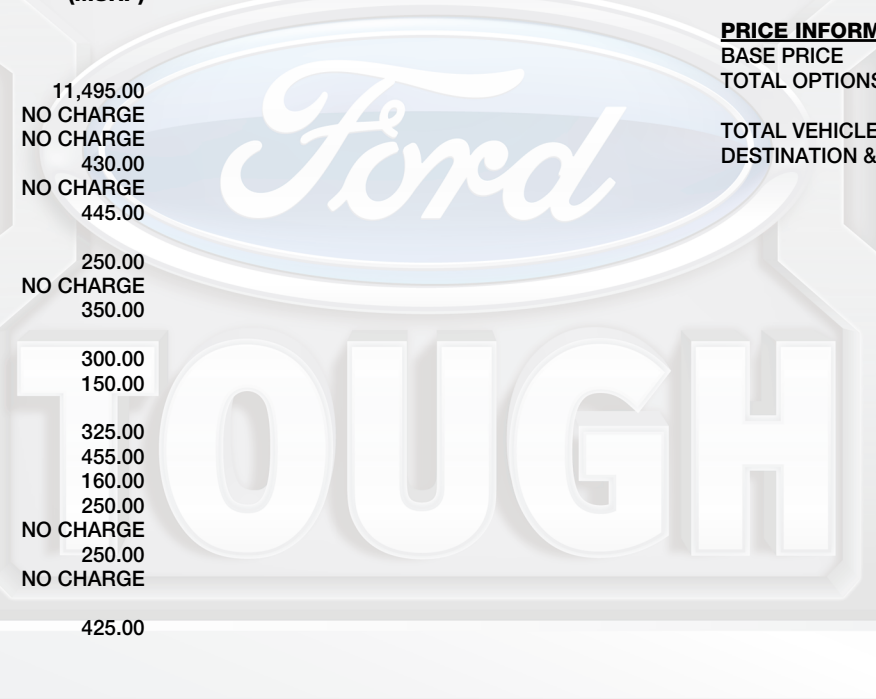 11,495.00
NO CHARGE
NO CHARGE
430.00
NO CHARGE
445.00
250.00
NO CHARGE
350.00
300.00
150.00
325.00
455.00
160.00
250.00
NO CHARGE
250.00
NO CHARGE
425.00
PRICE INFORM
BASE PRICE
TOTAL OPTIONS
TOTAL VEHICLE
DESTINATION &
Ford
TOUGH